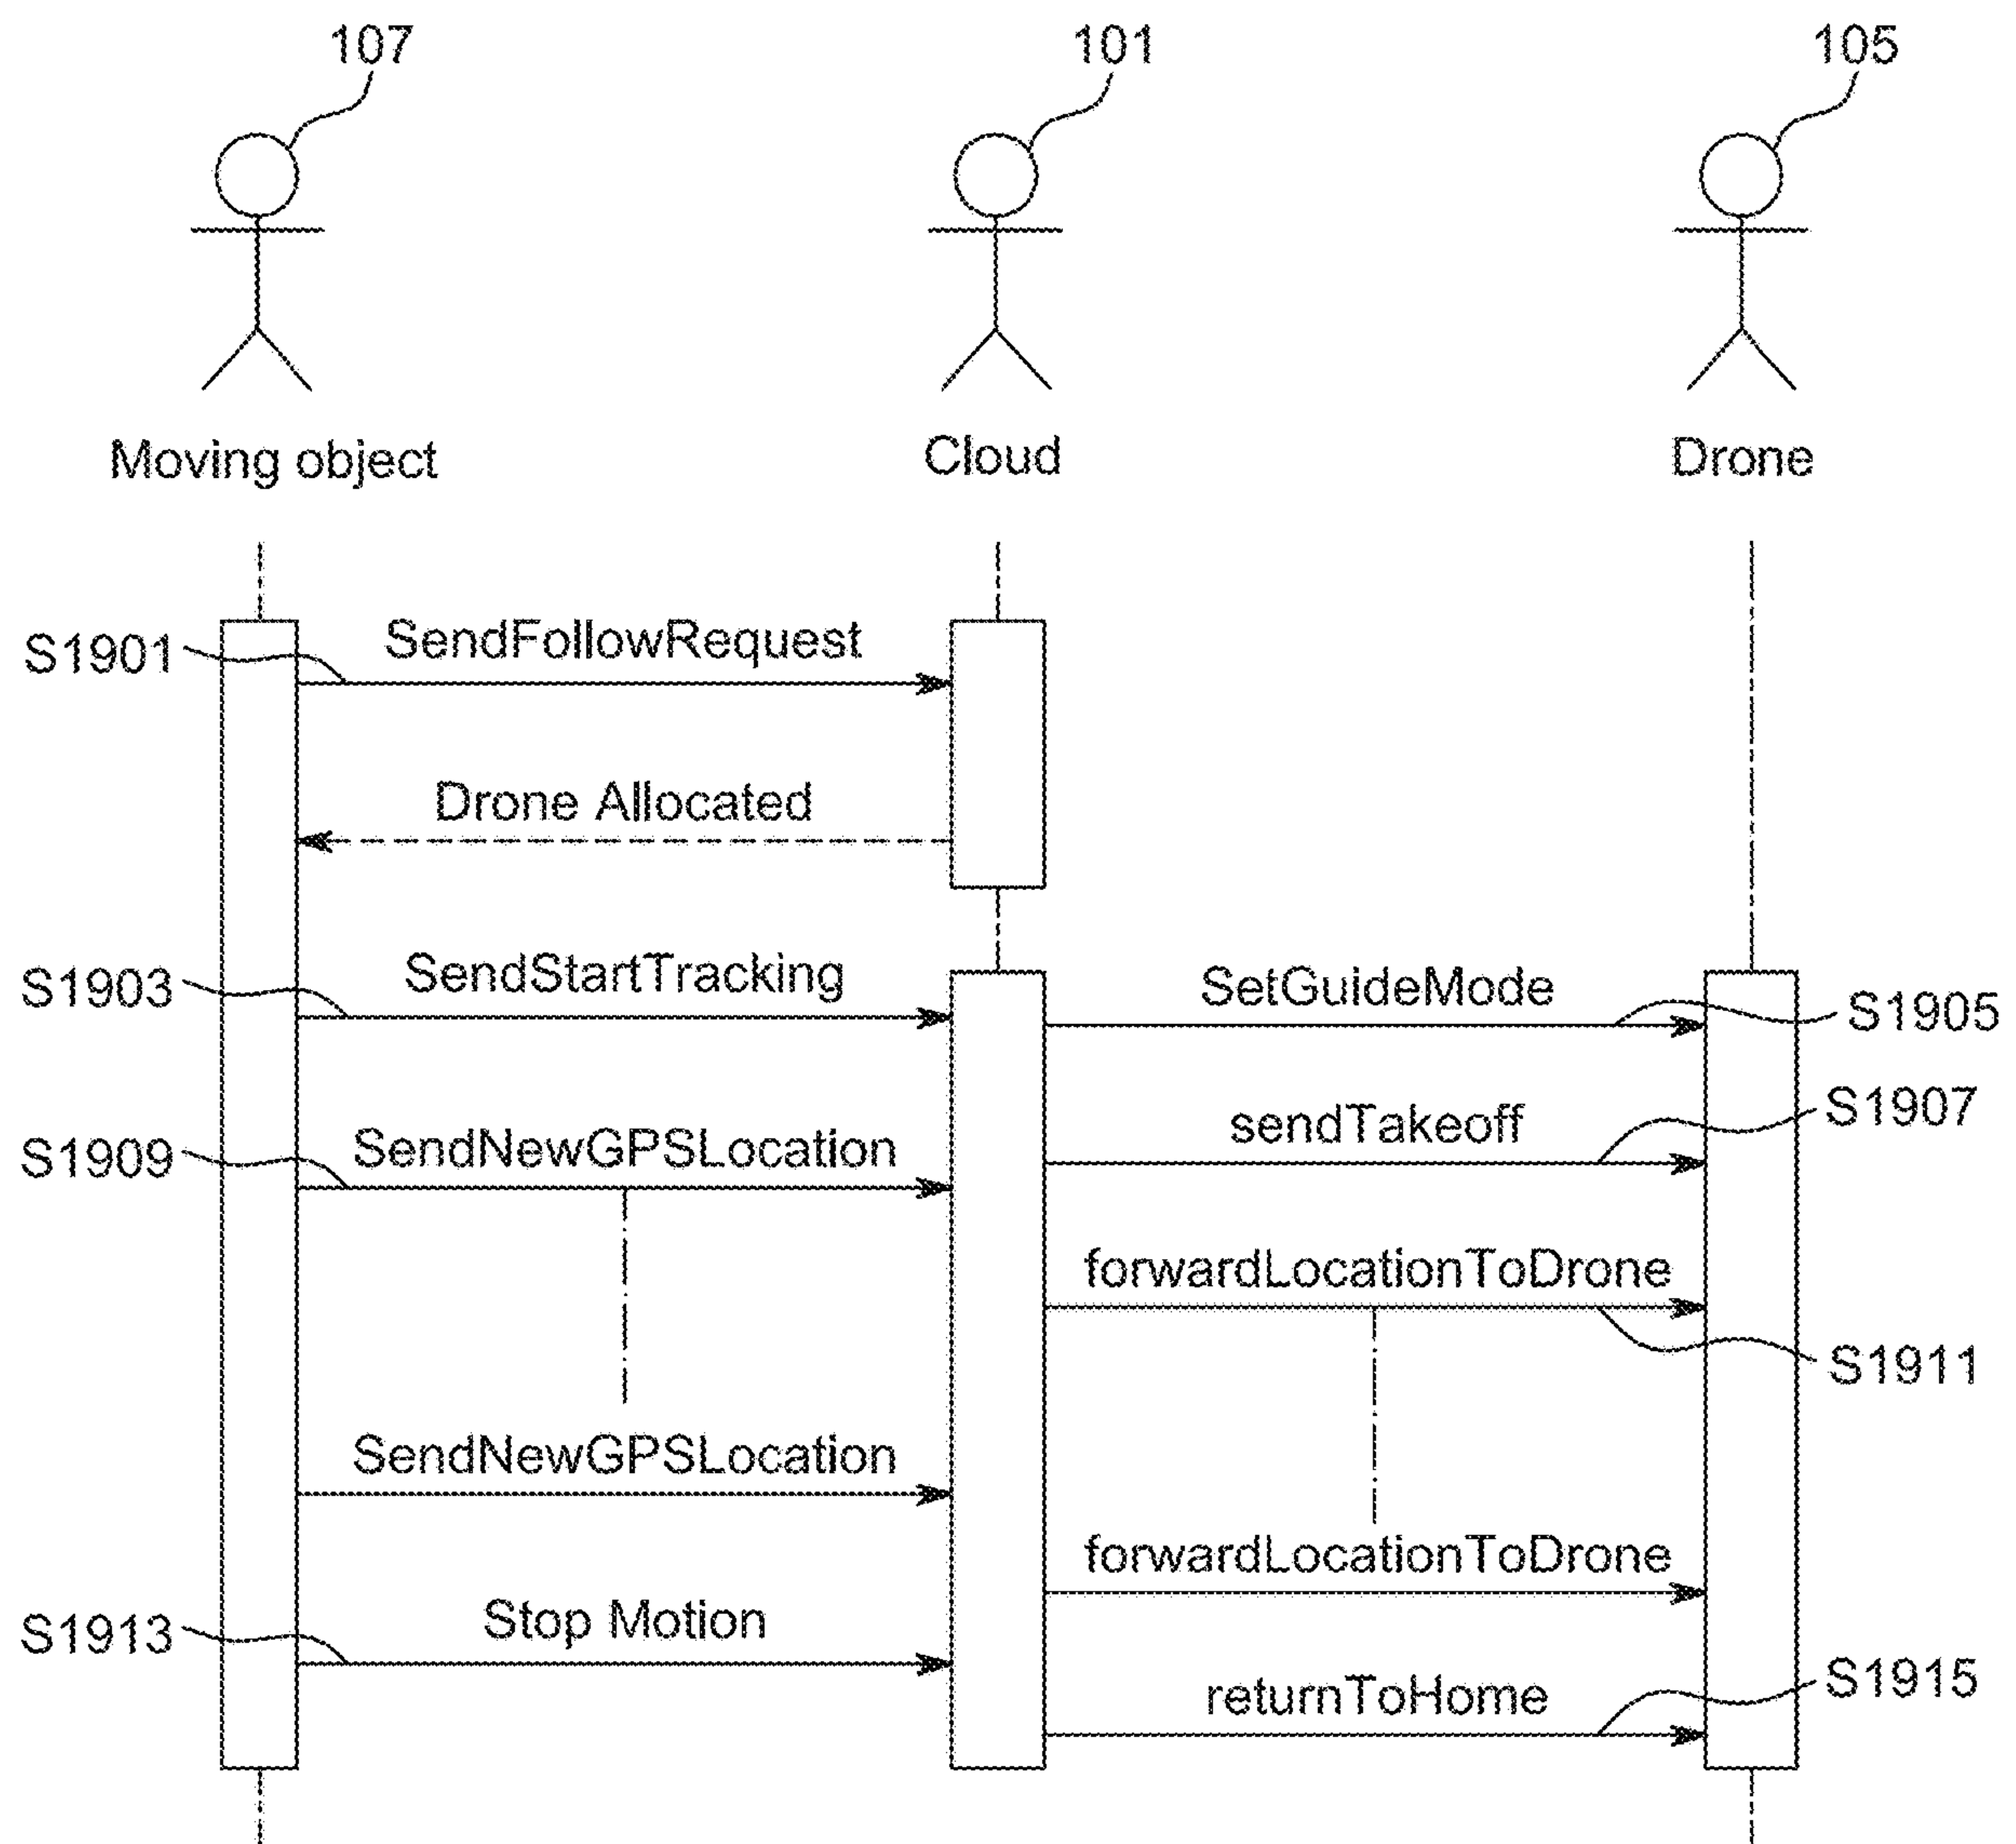 107
101
105
Moving object
Cloud
Drone
S1901
SendFollowRequest
Drone Allocated
S1903
SendStartTracking
SetGuideMode
S1905
sendTakeoff
S1907
S1909
SendNewGPSLocation
forwardLocationToDrone
S1911
SendNewGPSLocation
forwardLocationToDrone
S1913
Stop Motion
returnToHome
S1915